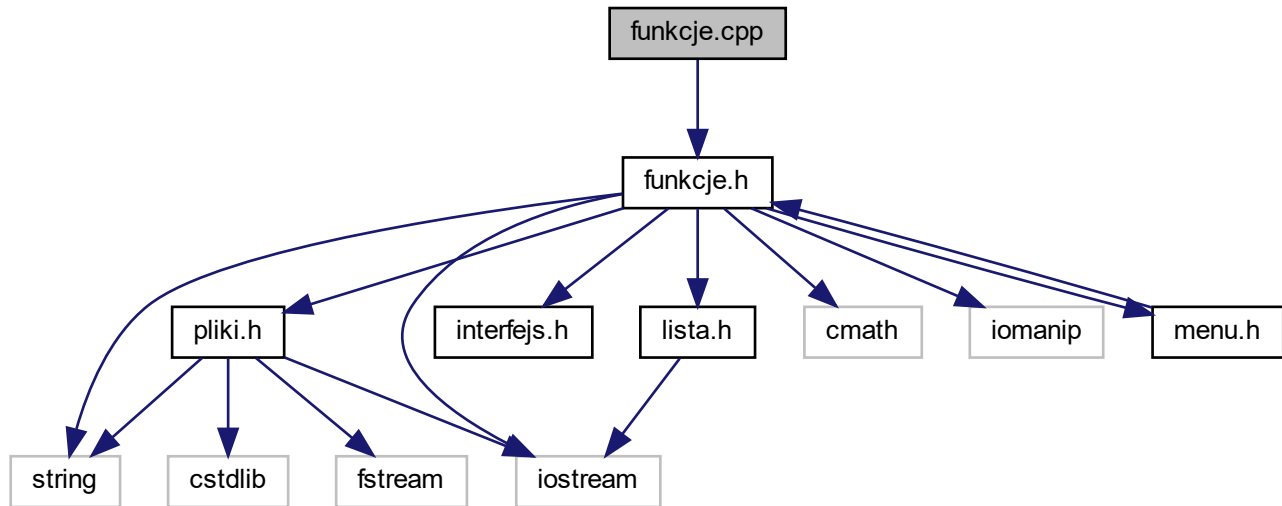 funkcje.cpp
funkcje.h
pliki.h
interfejs.h
lista.h
cmath
iomanip
menu.h
string
cstdlib
fstream
iostream